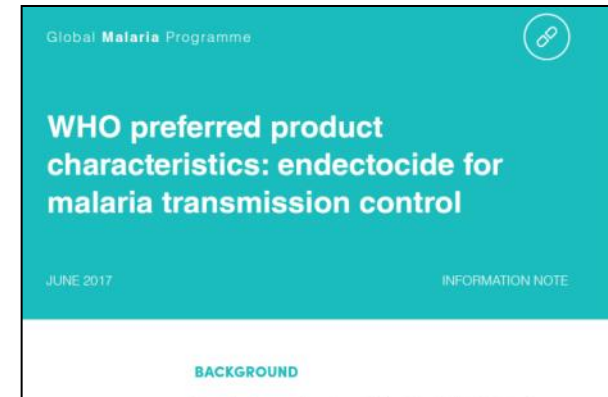 Global Malaria Programme
WHO preferred product
characteristics: endectocide for
malaria transmission control
JUNE 2017
INFORMATION NOTE
BACKGROUND